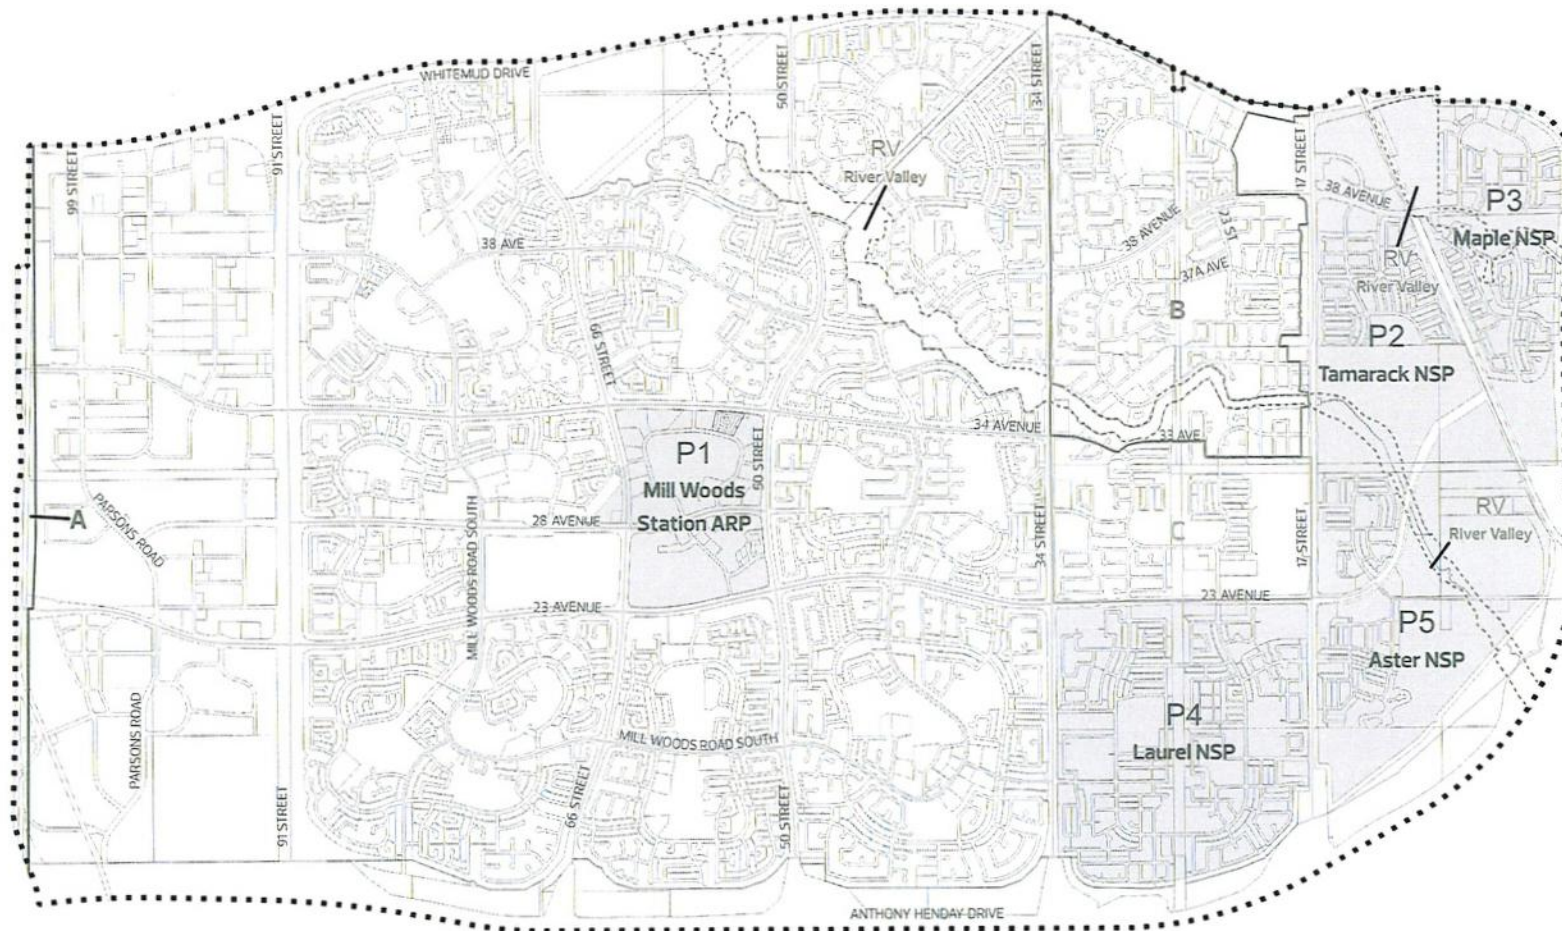 WHITEMUD DRIVE
99 STREET
91 STREET
50 STREET
34 STREET
17 STREET
RV
River Valley
38 AVENUE
P3
Maple NSP
38 AVENUE
23 ST
37A AVE
38 AVE
RV
River Valley
B
66 STREET
P2
Tamarack NSP
34 AVENUE
33 AVE
P1
Mill Woods
Station ARP
50 STREET
A
PARSONS ROAD
MILL WOODS ROAD SOUTH
28 AVENUE
34 STREET
C
17 STREET
RV
River Valley
23 AVENUE
23 AVENUE
P5
Aster NSP
PARSONS ROAD
P4
Laurel NSP
MILL WOODS ROAD SOUTH
91 STREET
66 STREET
50 STREET
ANTHONY HENDAY DRIVE